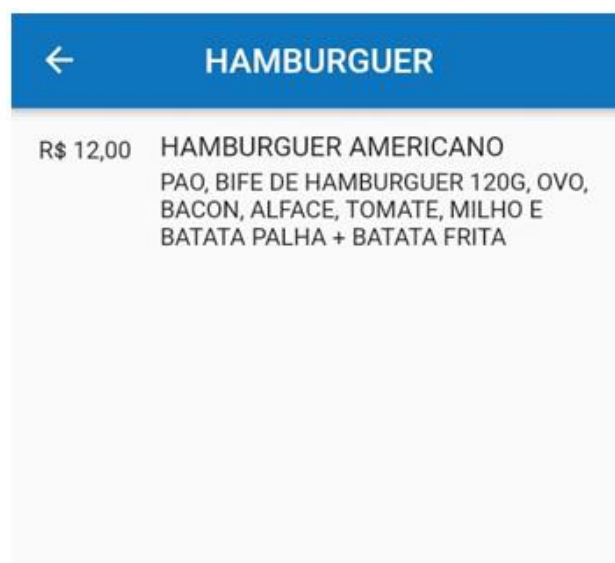 HAMBURGUER
R$ 12,00 HAMBURGUER AMERICANO
PAO, BIFE DE HAMBURGUER 120G, OVO,
BACON, ALFACE, TOMATE, MILHO E
BATATA PALHA + BATATA FRITA